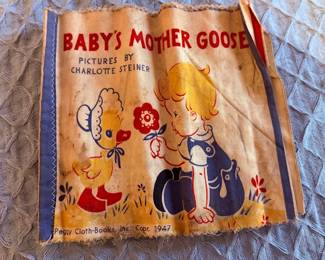 BABY'S MOTHER GOOSE
PICTURES BY
CHARLOTTE STEINER
Peggy Cloth-Books, Inc. Copr. 1947